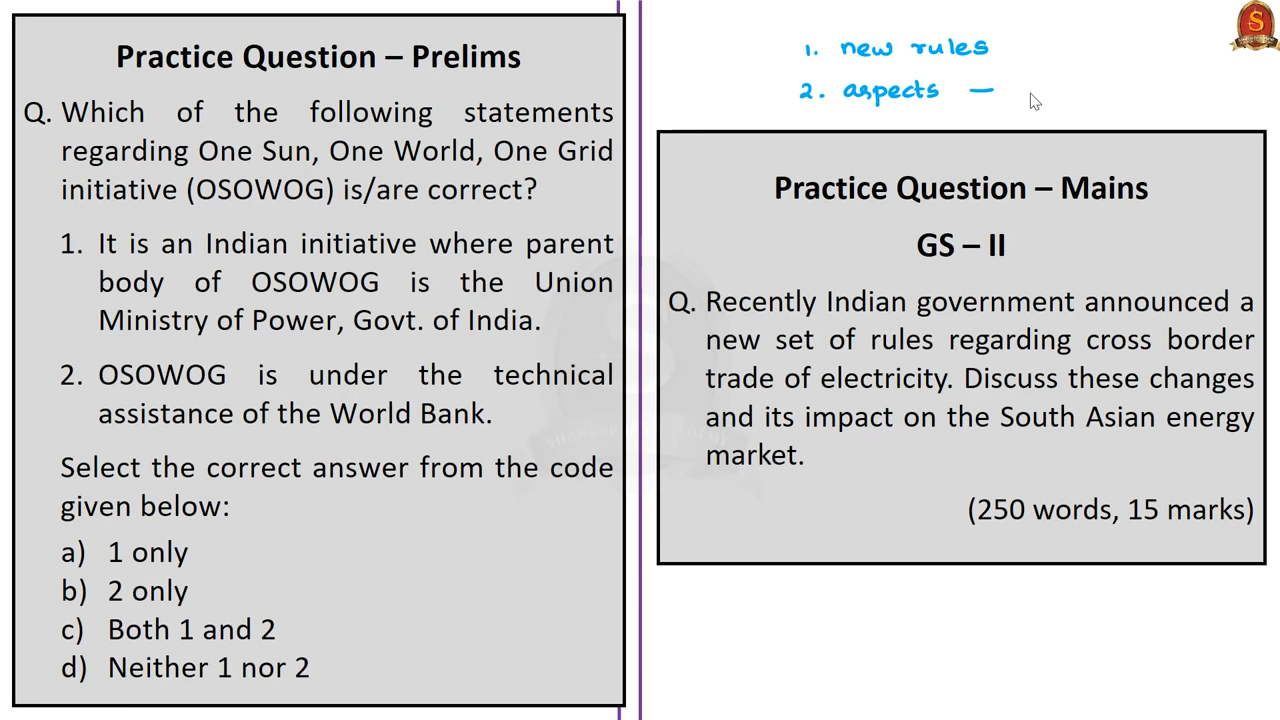 Practice Question – Prelims
Q. Which of the following statements
regarding One Sun, One World, One Grid
initiative (OSOWOG) is/are correct?
1. It is an Indian initiative where parent
body of OSOWOG is the Union
Ministry of Power, Govt. of India.
2. OSOWOG is under the technical
assistance of the World Bank.
Select the correct answer from the code
given below:
a) 1 only
b) 2 only
c) Both 1 and 2
d) Neither 1 nor 2
1. new rules
2. aspects —
Practice Question – Mains
GS – II
Q. Recently Indian government announced a
new set of rules regarding cross border
trade of electricity. Discuss these changes
and its impact on the South Asian energy
market.
(250 words, 15 marks)